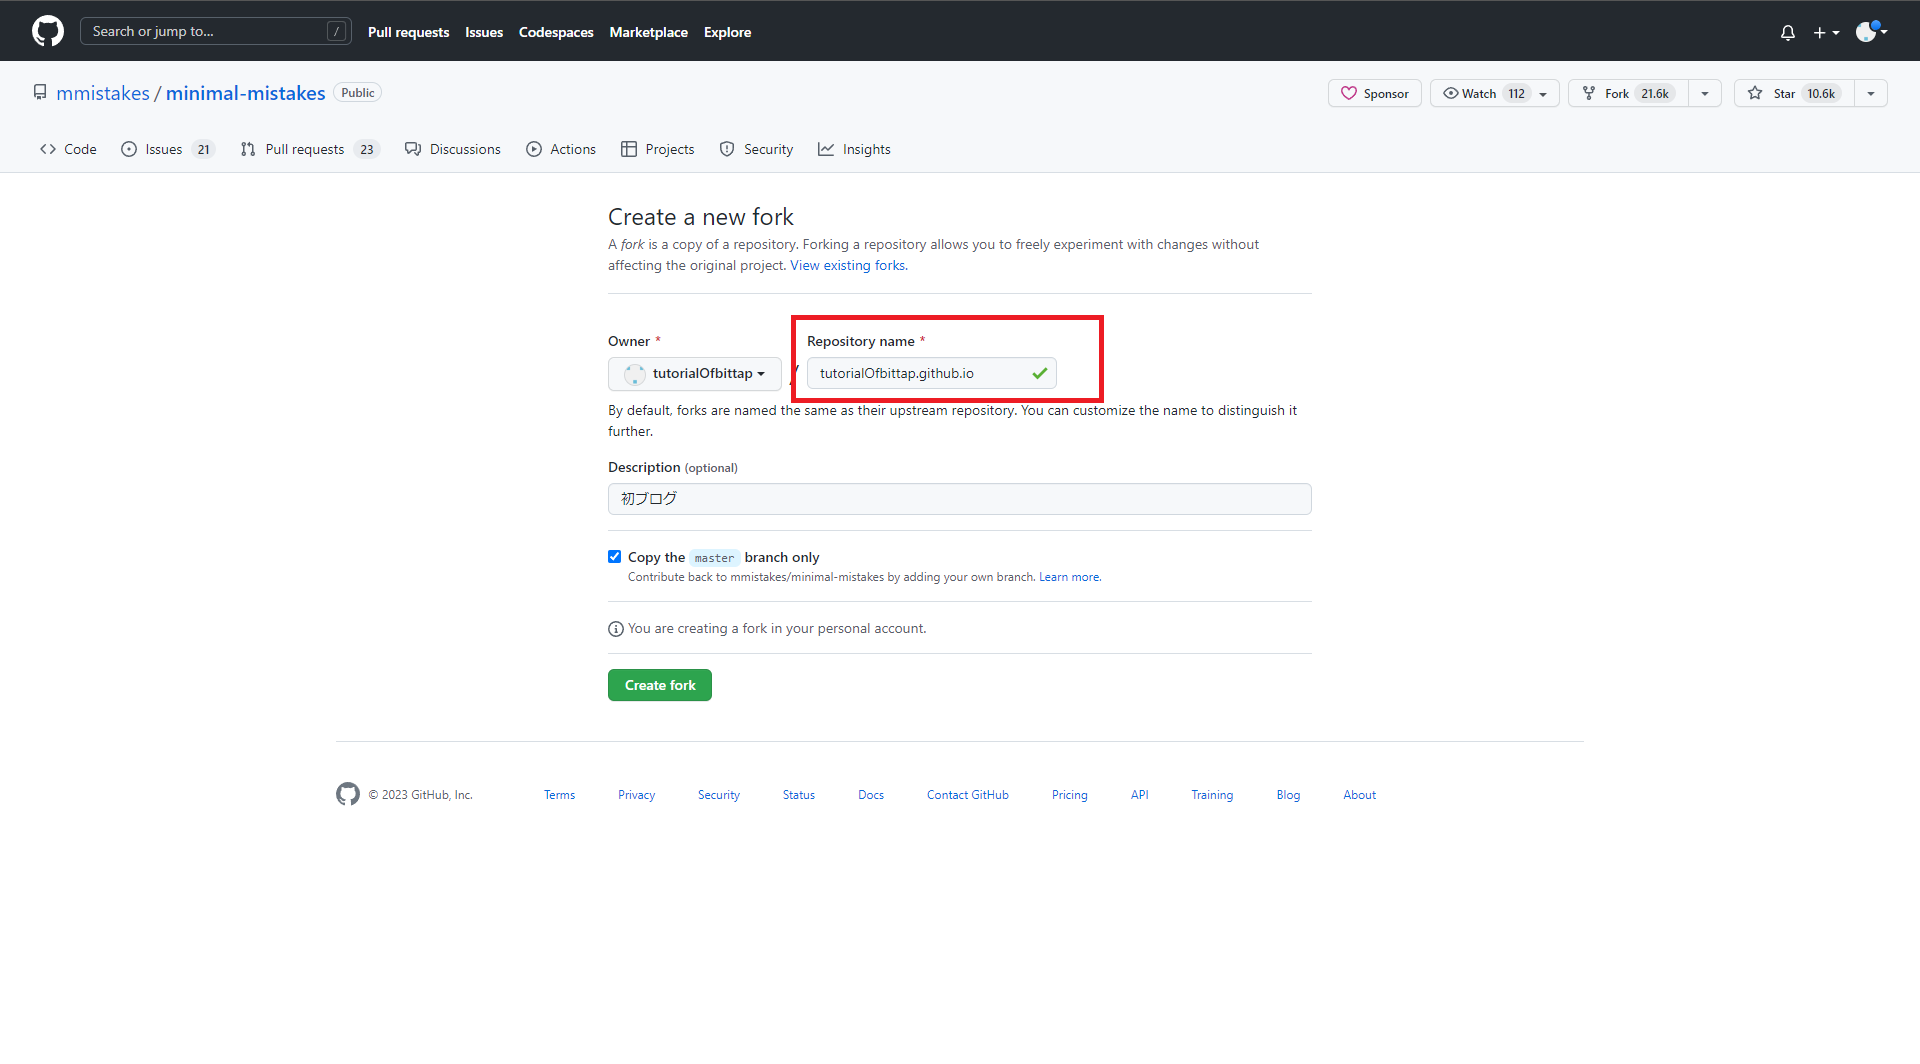 Search or jump to... /
Pull requests Issues Codespaces Marketplace Explore
mmistakes / minimal-mistakes Public
Sponsor Watch 112 Fork 21.6k Star 10.6k
Code Issues 21 Pull requests 23 Discussions Actions Projects Security Insights
Create a new fork
A fork is a copy of a repository. Forking a repository allows you to freely experiment with changes without
affecting the original project. View existing forks.
Owner * Repository name *
tutorialOfbittap / tutorialOfbittap.github.io
By default, forks are named the same as their upstream repository. You can customize the name to distinguish it
further.
Description (optional)
初ブログ
Copy the master branch only
Contribute back to mmistakes/minimal-mistakes by adding your own branch. Learn more.
You are creating a fork in your personal account.
Create fork
© 2023 GitHub, Inc. Terms Privacy Security Status Docs Contact GitHub Pricing API Training Blog About